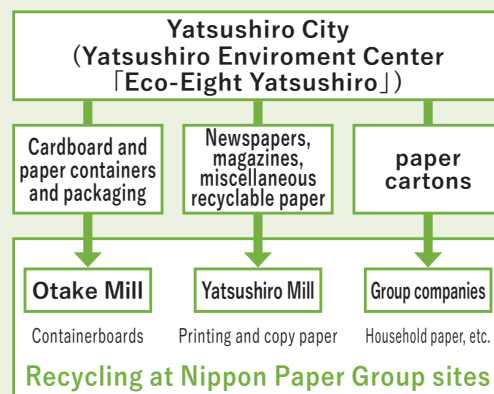 Yatsushiro City
(Yatsushiro Enviroment Center
「Eco-Eight Yatsushiro」)
Cardboard and
paper containers
and packaging
Newspapers,
magazines,
miscellaneous
recyclable paper
paper
cartons
Otake Mill
Yatsushiro Mill
Group companies
Containerboards
Printing and copy paper
Household paper, etc.
Recycling at Nippon Paper Group sites